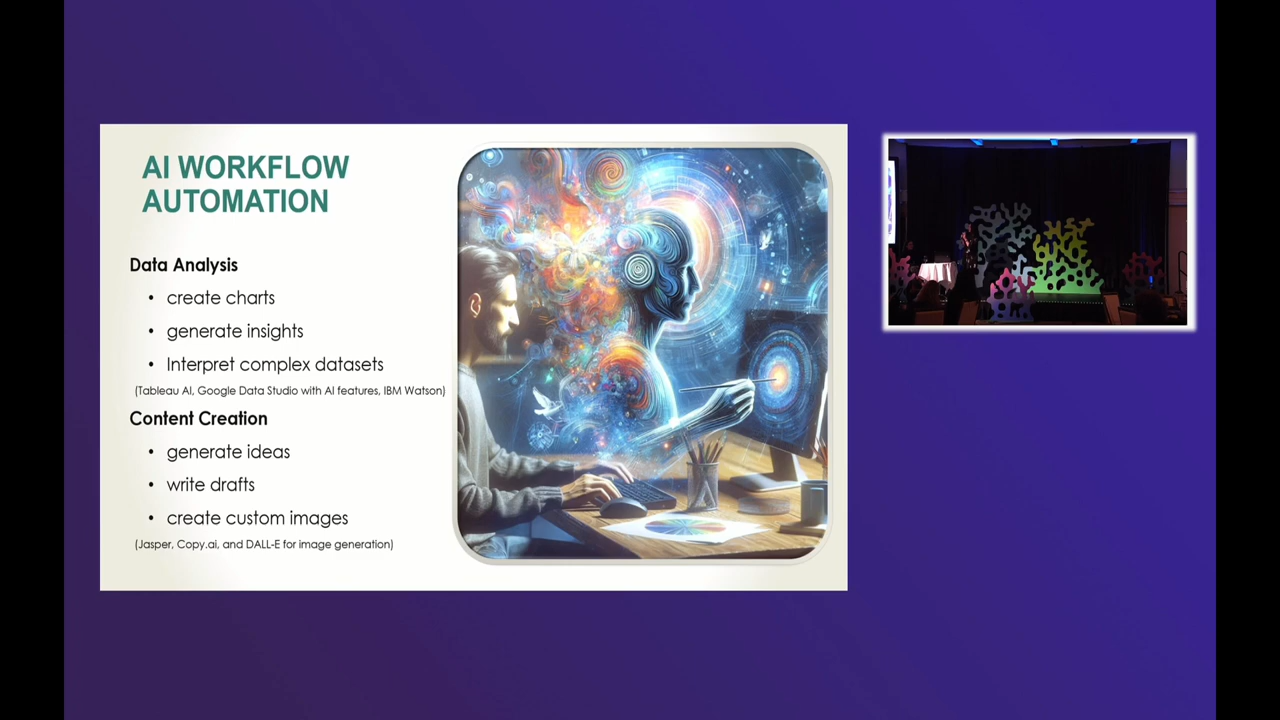 AI WORKFLOW
AUTOMATION
Data Analysis
• create charts
• generate insights
• Interpret complex datasets
(Tableau AI, Google Data Studio with AI features, IBM Watson)
Content Creation
• generate ideas
• write drafts
• create custom images
(Jasper, Copy.ai, and DALL-E for image generation)